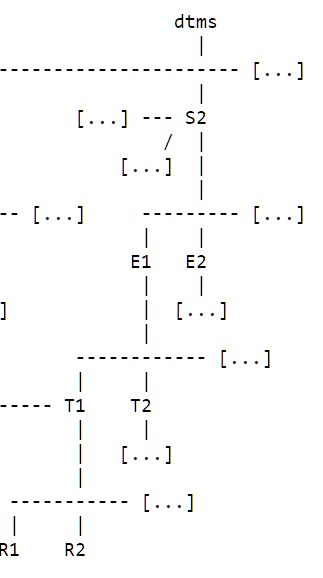 dtms
|
----------------------- [...]
|
[...] --- S2
/ |
[...] |
|
-- [...] --------- [...]
| |
E1 E2
| |
] | [...]
|
------------ [...]
| |
----- T1 T2
| |
| [...]
|
----------- [...]
| |
R1 R2